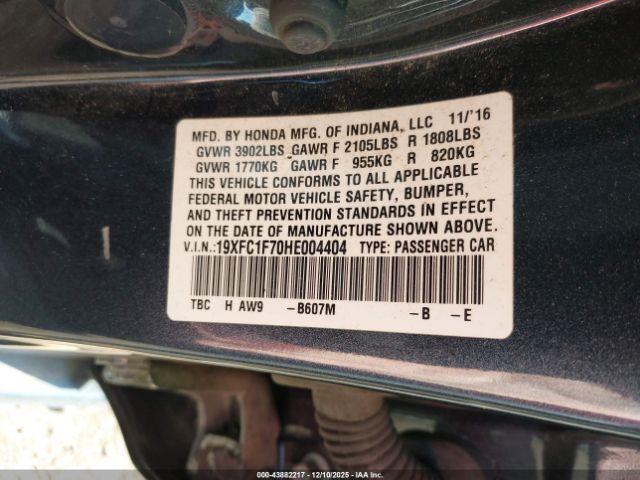 MFD. BY HONDA MFG. OF INDIANA, LLC 11/'16
GVWR 3902LBS GAWR F 2105LBS R 1808LBS
GVWR 1770KG GAWR F 955KG R 820KG
THIS VEHICLE CONFORMS TO ALL APPLICABLE
FEDERAL MOTOR VEHICLE SAFETY, BUMPER,
AND THEFT PREVENTION STANDARDS IN EFFECT
ON THE DATE OF MANUFACTURE SHOWN ABOVE.
V.I.N.:19XFC1F70HE004404 TYPE: PASSENGER CAR
TBC H AW9 -B607M -B -E
000-43882217 - 12/10/2025 - IAA Inc.